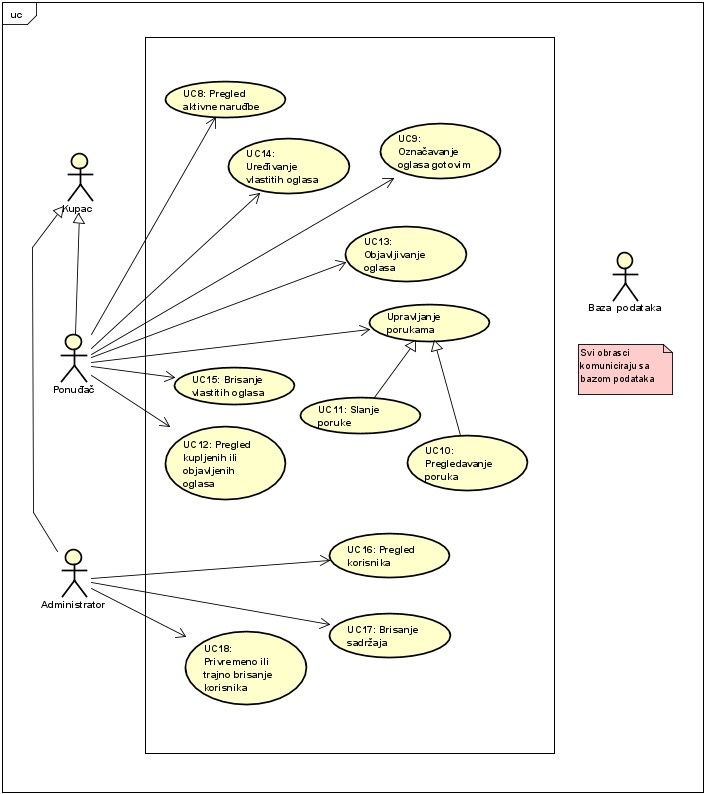 uc
UC8: Pregled
aktivne narudbe
UC14:
Uređivanje
vlastitih oglasa
UC9:
Označavanje
oglasa gotovim
Kupac
UC13:
Objavljivanje
oglasa
Baza podataka
Upravljanje
porukama
Svi obrasci
komuniciraju sa
bazom podataka
Ponuđač
UC15: Brisanje
vlastitih oglasa
UC11: Slanje
poruke
UC12: Pregled
kupljenih ili
objavljenih
oglasa
UC10:
Pregledavanje
poruka
UC16: Pregled
korisnika
Administrator
UC17: Brisanje
sadržaja
UC18:
Privremeno ili
trajno brisanje
korisnika